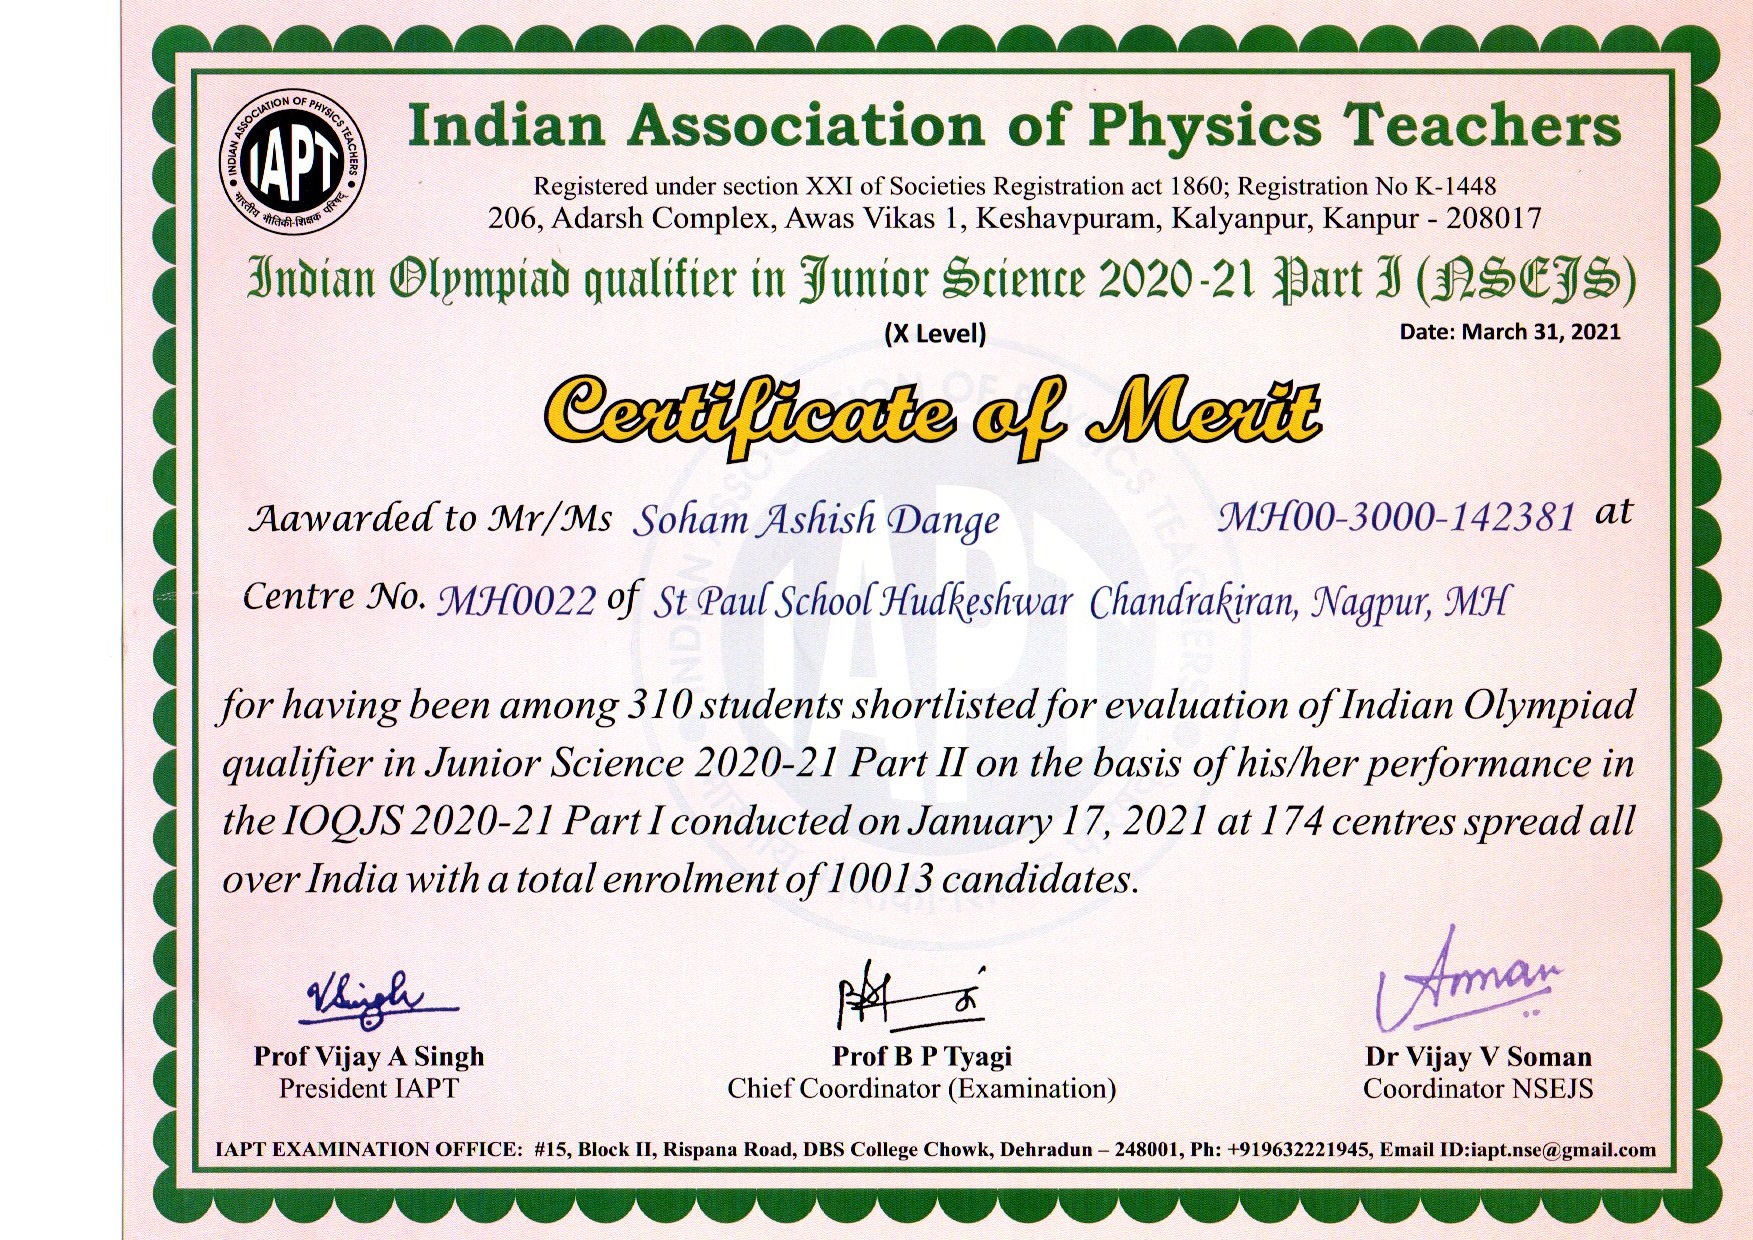 INDIAN ASSOCIATION OF PHYSICS TEACHERS
IAPT
भारतीय भौतिकी-शिक्षक परिषद्
Indian Association of Physics Teachers
Registered under section XXI of Societies Registration act 1860; Registration No K-1448
206, Adarsh Complex, Awas Vikas 1, Keshavpuram, Kalyanpur, Kanpur - 208017
Indian Olympiad qualifier in Junior Science 2020-21 Part I (NSEJS)
(X Level)
Date: March 31, 2021
Certificate of Merit
Aawarded to Mr/Ms Soham Ashish Dange MH00-3000-142381 at
Centre No. MH0022 of St Paul School Hudkeshwar Chandrakiran, Nagpur, MH
for having been among 310 students shortlisted for evaluation of Indian Olympiad
qualifier in Junior Science 2020-21 Part II on the basis of his/her performance in
the IOQJS 2020-21 Part I conducted on January 17, 2021 at 174 centres spread all
over India with a total enrolment of 10013 candidates.
Prof Vijay A Singh
President IAPT
Prof B P Tyagi
Chief Coordinator (Examination)
Dr Vijay V Soman
Coordinator NSEJS
IAPT EXAMINATION OFFICE: #15, Block II, Rispana Road, DBS College Chowk, Dehradun – 248001, Ph: +919632221945, Email ID:iapt.nse@gmail.com